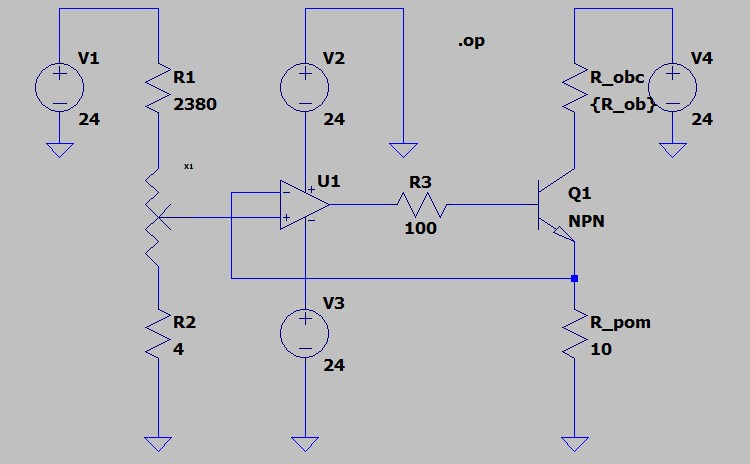 .op
V1
24
R1
2380
V2
24
R_obc
{R_ob}
V4
24
X1
U1
R3
100
Q1
NPN
V3
24
R2
4
R_pom
10